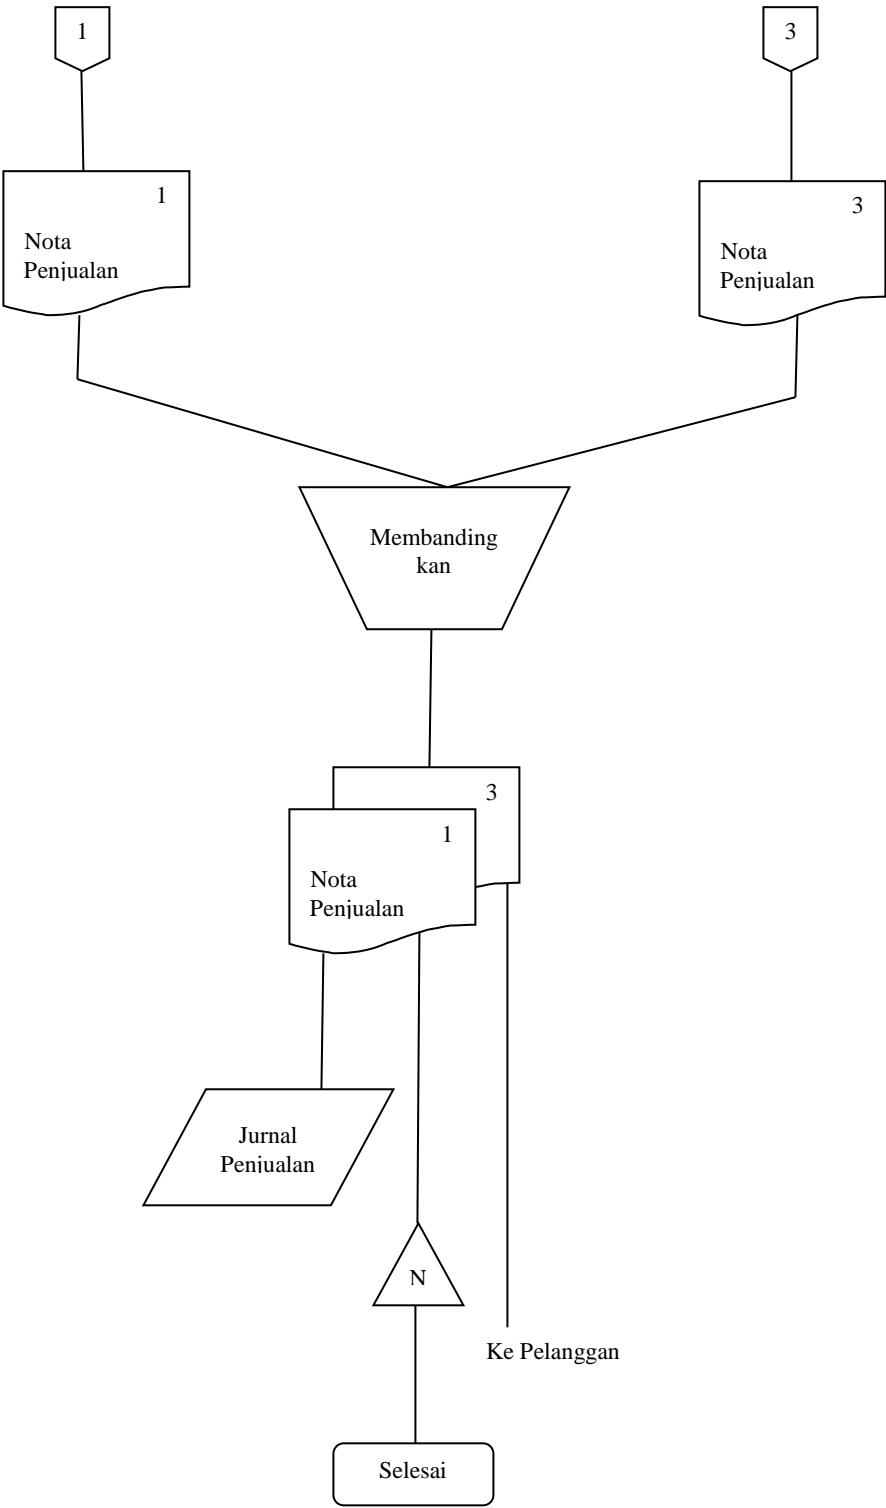 1
3
1
Nota
Penjualan
3
Nota
Penjualan
Membanding
kan
3
1
Nota
Penjualan
Jurnal
Penjualan
N
Ke Pelanggan
Selesai